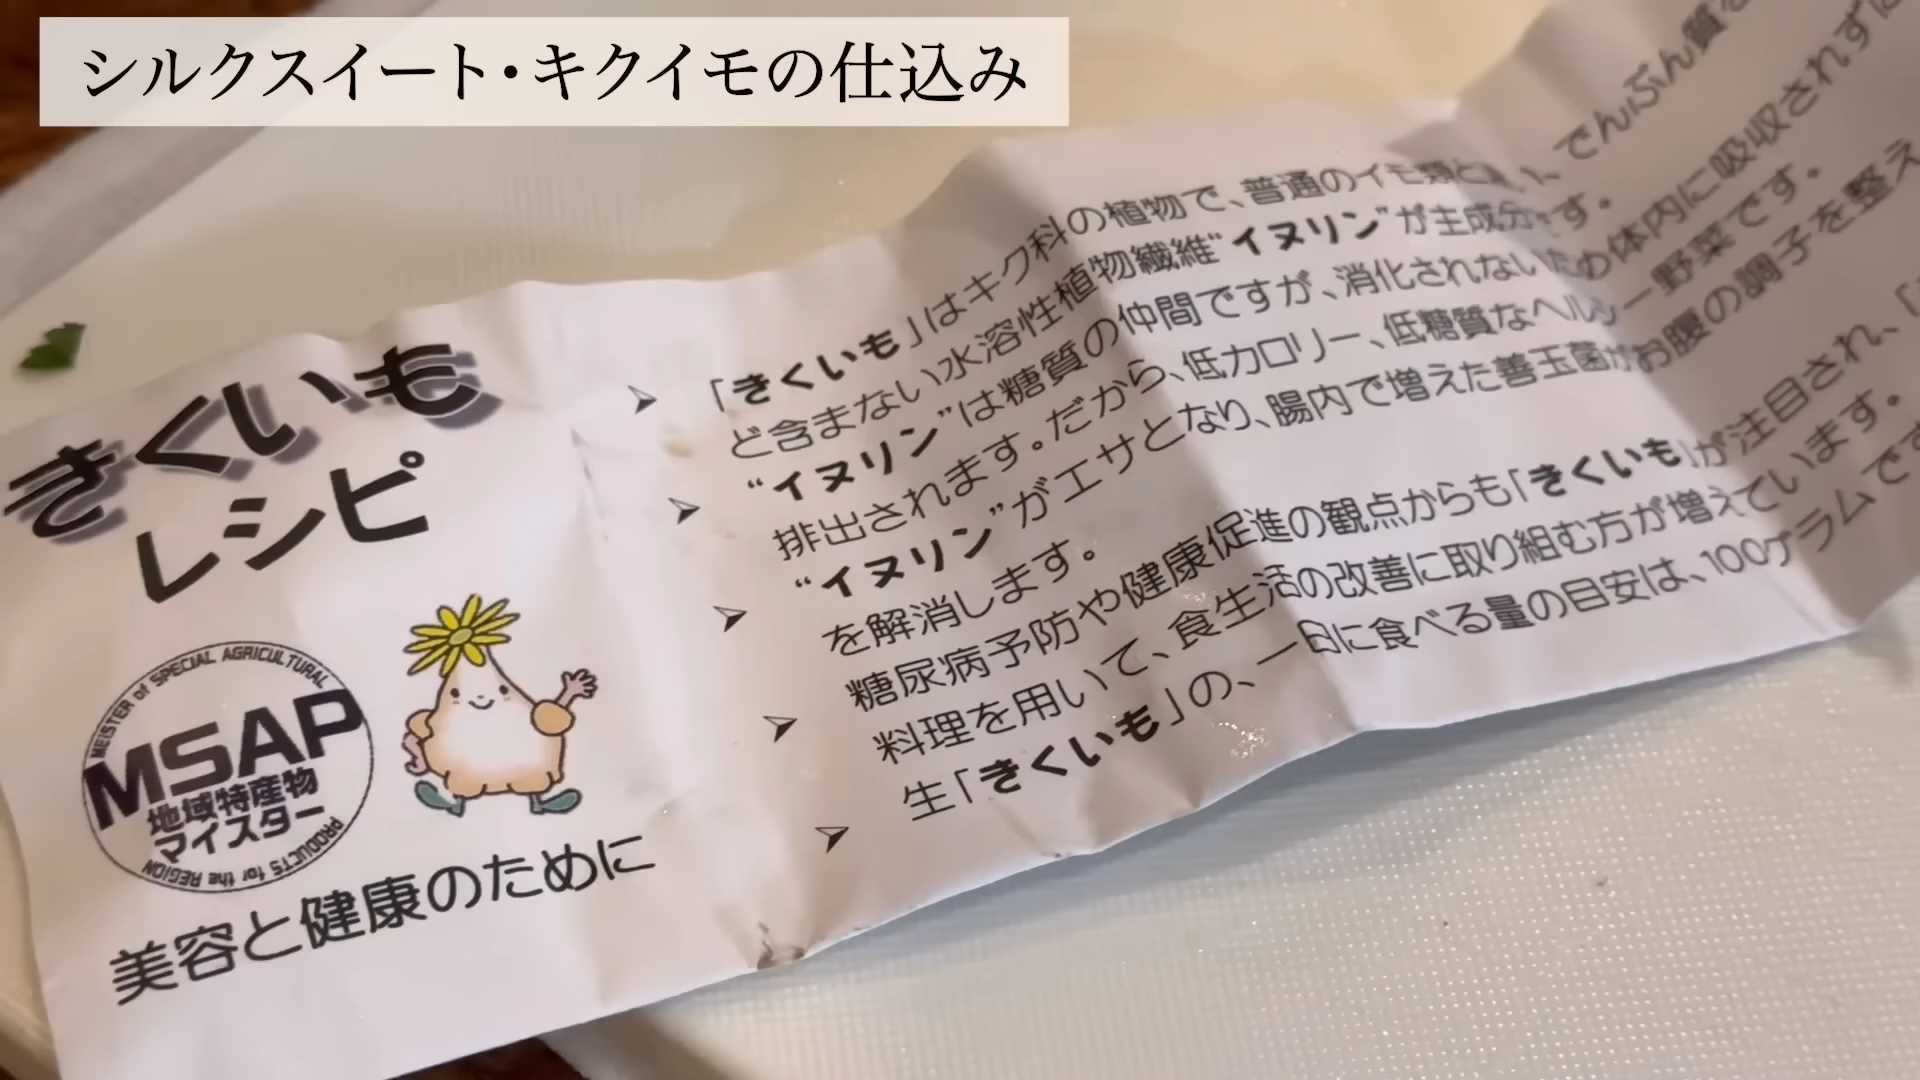 シルクスイート・キクイモの仕込み
きくいも
レシピ
MEISTER of SPECIAL AGRICULTURAL
MSAP
地域特産物
マイスター
PRODUCTS for the REGION
美容と健康のために
➢ 「きくいも」はキク科の植物で、普通のイモ類と、でんぷん質を
ど含まない水溶性植物繊維“イヌリン”が主成分です。
➢ “イヌリン”は糖質の仲間ですが、消化されないため体内に吸収されずに
排出されます。だから、低カロリー、低糖質なヘルシー野菜です。
➢ “イヌリン”がエサとなり、腸内で増えた善玉菌がお腹の調子を整え
を解消します。
➢ 糖尿病予防や健康促進の観点からも「きくいも」が注目され、「
料理を用いて、食生活の改善に取り組む方が増えています。
➢ 生「きくいも」の、一日に食べる量の目安は、100グラムです